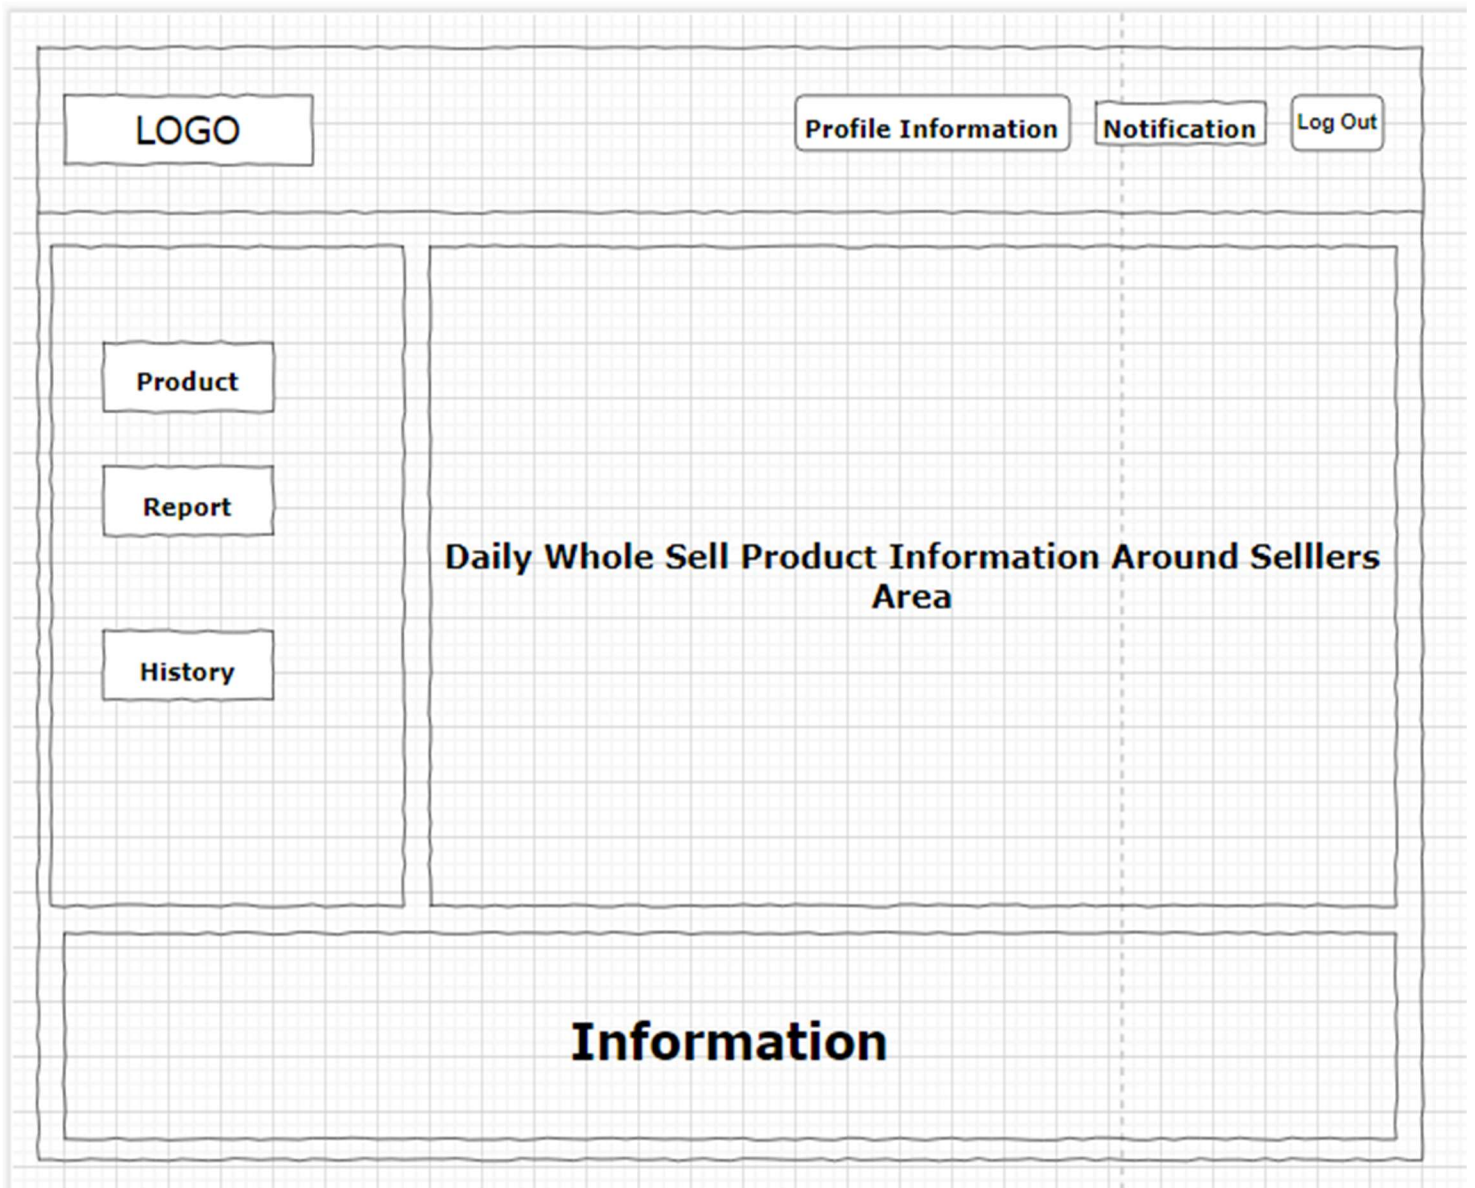 LOGO
Profile Information
Notification
Log Out
Product
Report
History
Daily Whole Sell Product Information Around Selllers
Area
Information